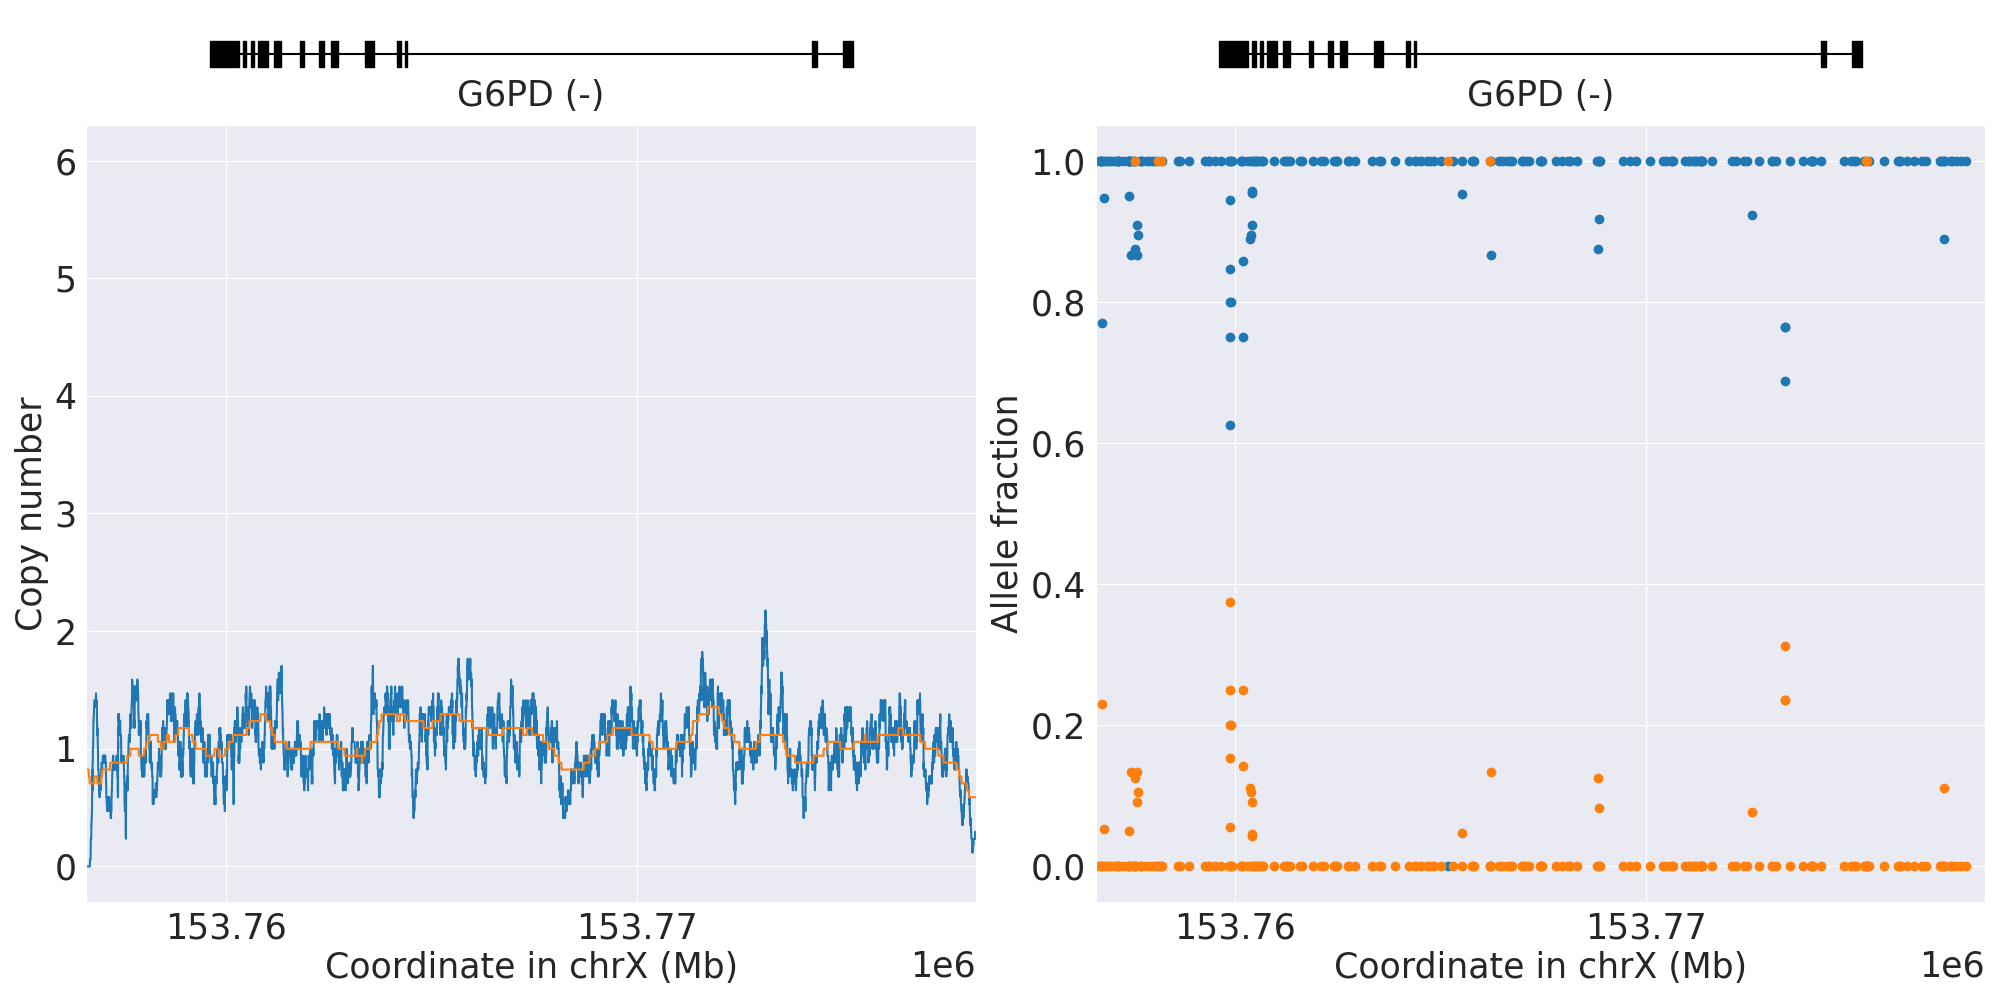 G6PD (-)
6
5
4
3
2
1
0
Copy number
153.76
153.77
Coordinate in chrX (Mb)
1e6
G6PD (-)
1.0
0.8
0.6
0.4
0.2
0.0
Allele fraction
153.76
153.77
Coordinate in chrX (Mb)
1e6